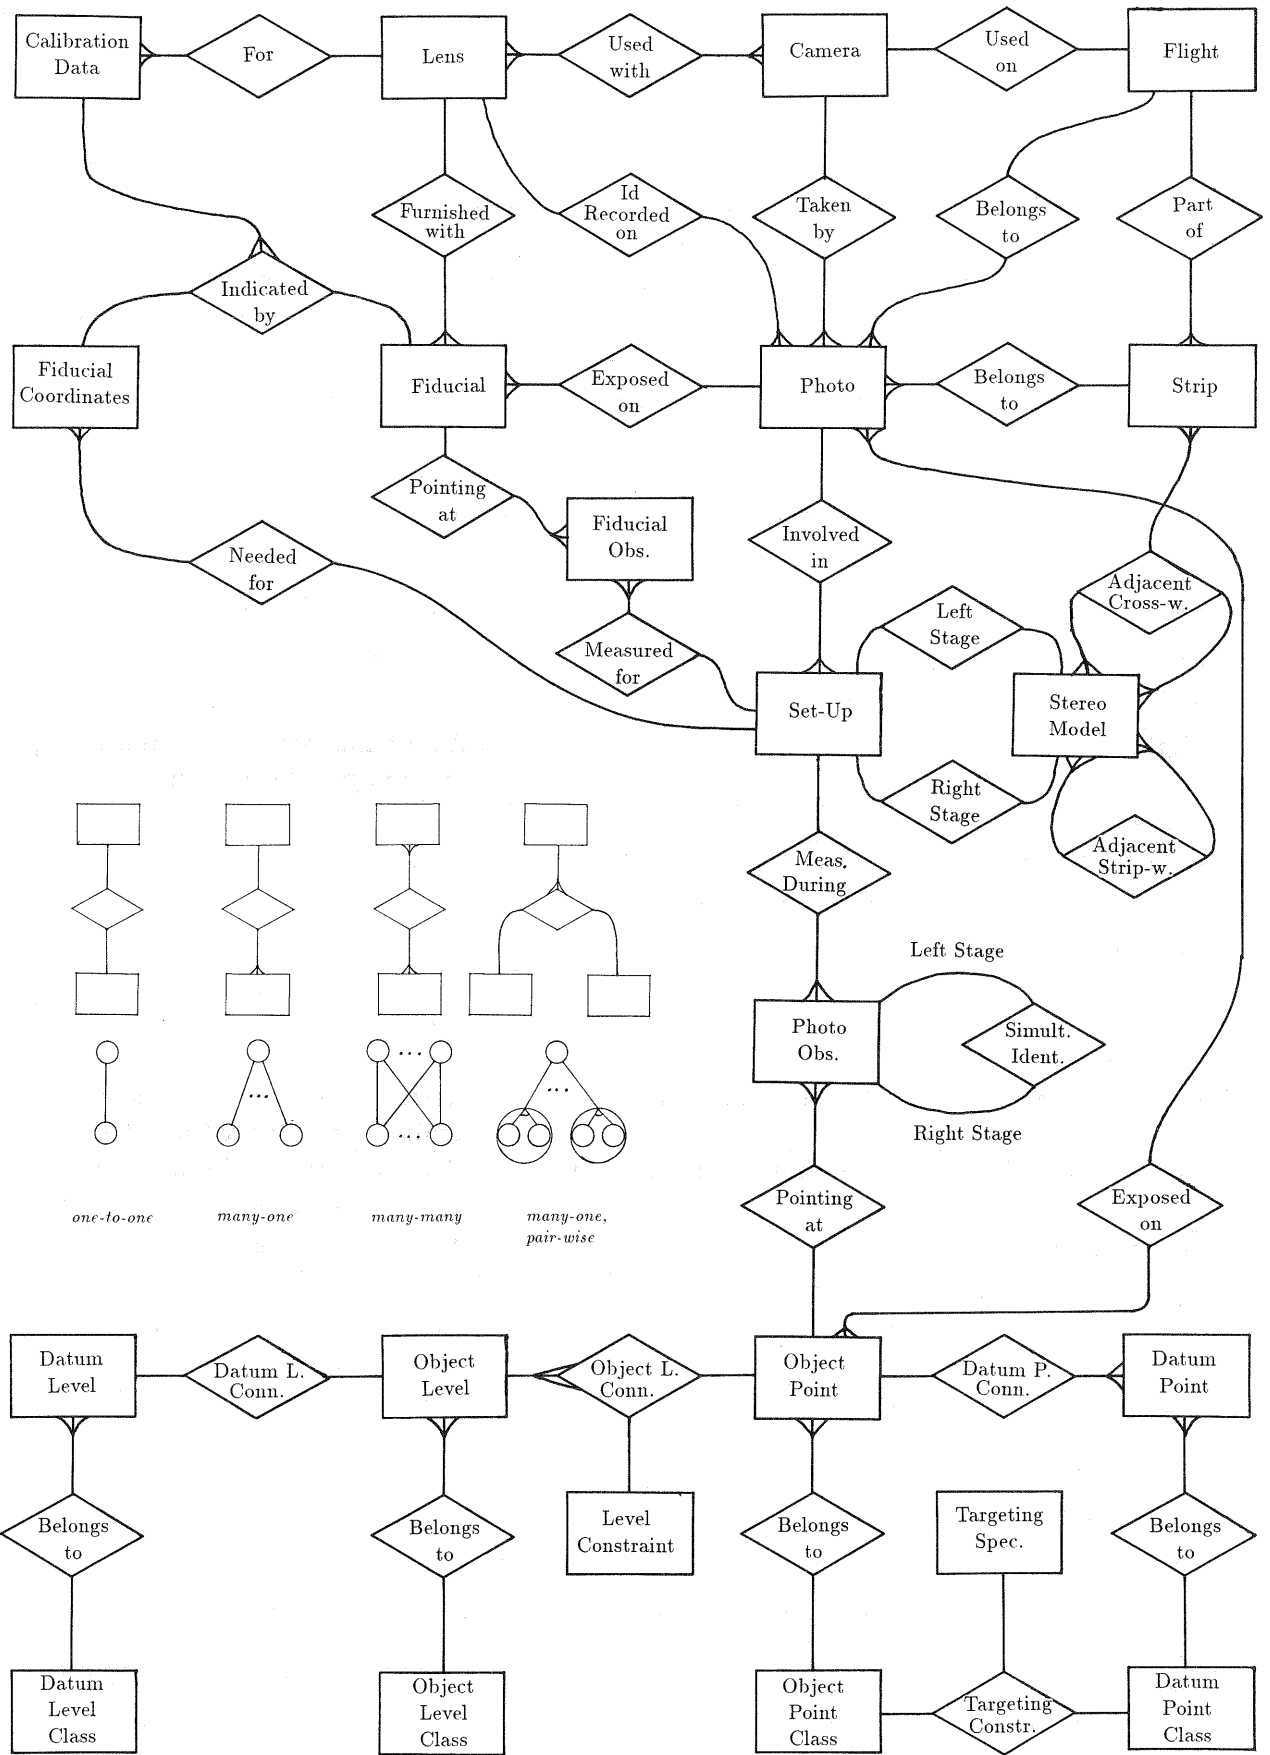 Calibration
Data
For
Lens
Used
with
Camera
Used
on
Flight
Furnished
with
Id
Recorded
on
Taken
by
Belongs
to
Part
of
Indicated
by
Fiducial
Coordinates
Fiducial
Exposed
on
Photo
Belongs
to
Strip
Pointing
at
Fiducial
Obs.
Involved
in
Needed
for
Adjacent
Cross-w.
Measured
for
Left
Stage
Set-Up
Stereo
Model
Right
Stage
Meas.
During
Adjacent
Strip-w.
Left Stage
Photo
Obs.
Simult.
Ident.
Right Stage
...
...
...
...
...
one-to-one
many-one
many-many
many-one,
pair-wise
Pointing
at
Exposed
on
Datum
Level
Datum L.
Conn.
Object
Level
Object L.
Conn.
Object
Point
Datum P.
Conn.
Datum
Point
Belongs
to
Belongs
to
Level
Constraint
Belongs
to
Targeting
Spec.
Belongs
to
Datum
Level
Class
Object
Level
Class
Object
Point
Class
Targeting
Constr.
Datum
Point
Class